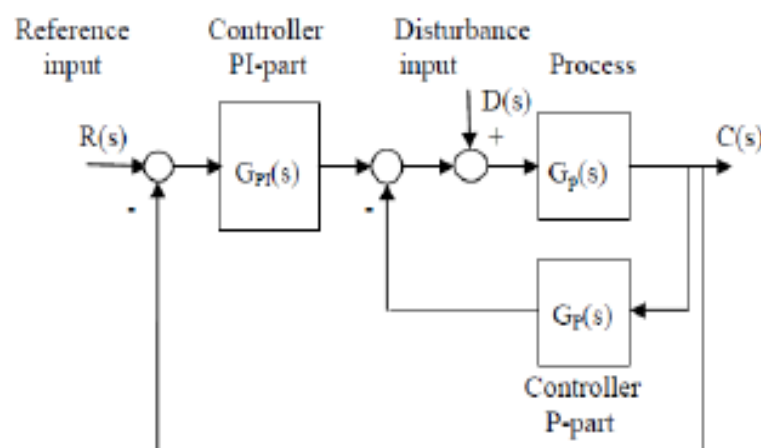 Reference
input
Controller
PI-part
Disturbance
input
Process
R(s)
-
G_PI(s)
-
D(s)
+
G_p(s)
C(s)
G_P(s)
Controller
P-part